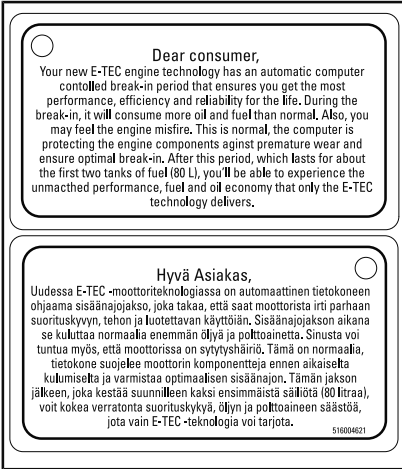 Dear consumer,
Your new E-TEC engine technology has an automatic computer
contolled break-in period that ensures you get the most
performance, efficiency and reliability for the life. During the
break-in, it will consume more oil and fuel than normal. Also, you
may feel the engine misfire. This is normal, the computer is
protecting the engine components aginst premature wear and
ensure optimal break-in. After this period, which lasts for about
the first two tanks of fuel (80 L), you'll be able to experience the
unmacthed performance, fuel and oil economy that only the E-TEC
technology delivers.
Hyvä Asiakas,
Uudessa E-TEC -moottoriteknologiassa on automaattinen tietokoneen
ohjaama sisäänajojakso, joka takaa, että saat moottorista irti parhaan
suorituskyvyn, tehon ja luotettavan käyttöiän. Sisäänajojakson aikana
se kuluttaa normaalia enemmän öljyä ja polttoainetta. Sinusta voi
tuntua myös, että moottorissa on sytytyshäiriö. Tämä on normaalia,
tietokone suojelee moottorin komponentteja ennen aikaiselta
kulumiselta ja varmistaa optimaalisen sisäänajon. Tämän jakson
jälkeen, joka kestää suunnilleen kaksi ensimmäistä säiliötä (80 litraa),
voit kokea verratonta suorituskykyä, öljyn ja polttoaineen säästöä,
jota vain E-TEC -teknologia voi tarjota.
516004621